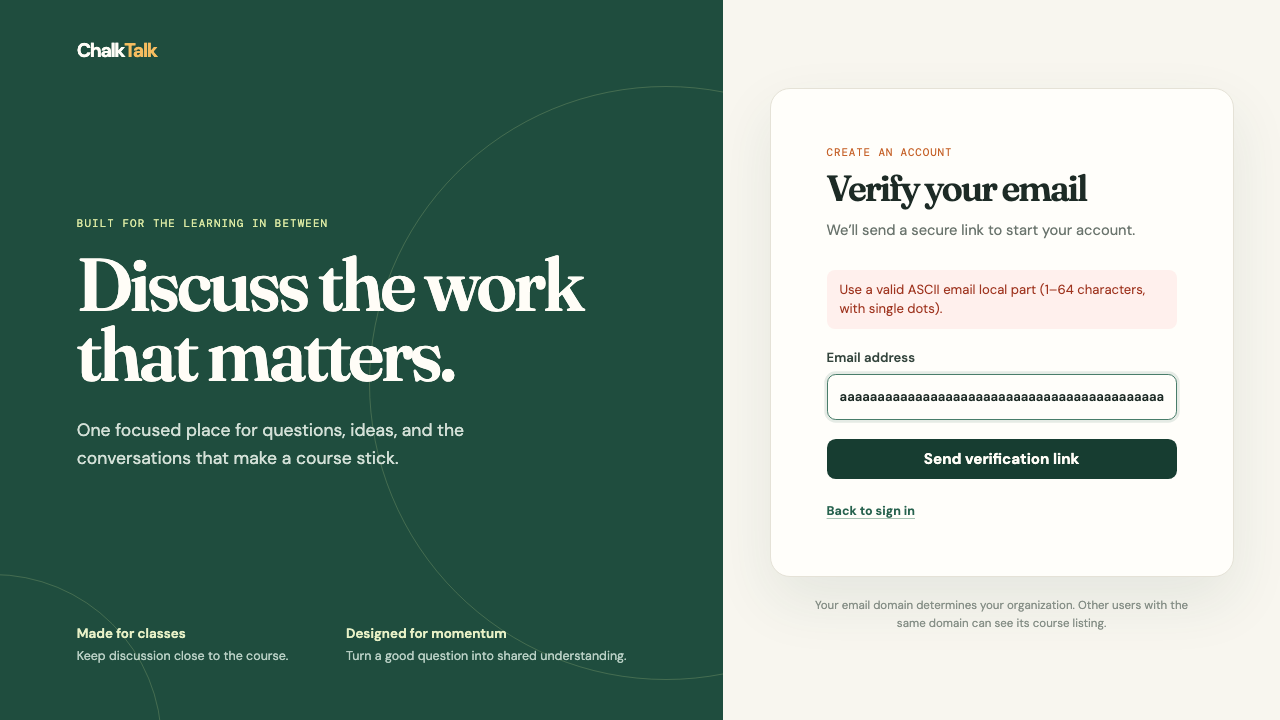 ChalkTalk
BUILT FOR THE LEARNING IN BETWEEN
Discuss the work
that matters.
One focused place for questions, ideas, and the
conversations that make a course stick.
Made for classes
Keep discussion close to the course.
Designed for momentum
Turn a good question into shared understanding.
CREATE AN ACCOUNT
Verify your email
We’ll send a secure link to start your account.
Use a valid ASCII email local part (1–64 characters,
with single dots).
Email address
aaaaaaaaaaaaaaaaaaaaaaaaaaaaaaaaaaaaaaaaaaa
Send verification link
Back to sign in
Your email domain determines your organization. Other users with the
same domain can see its course listing.